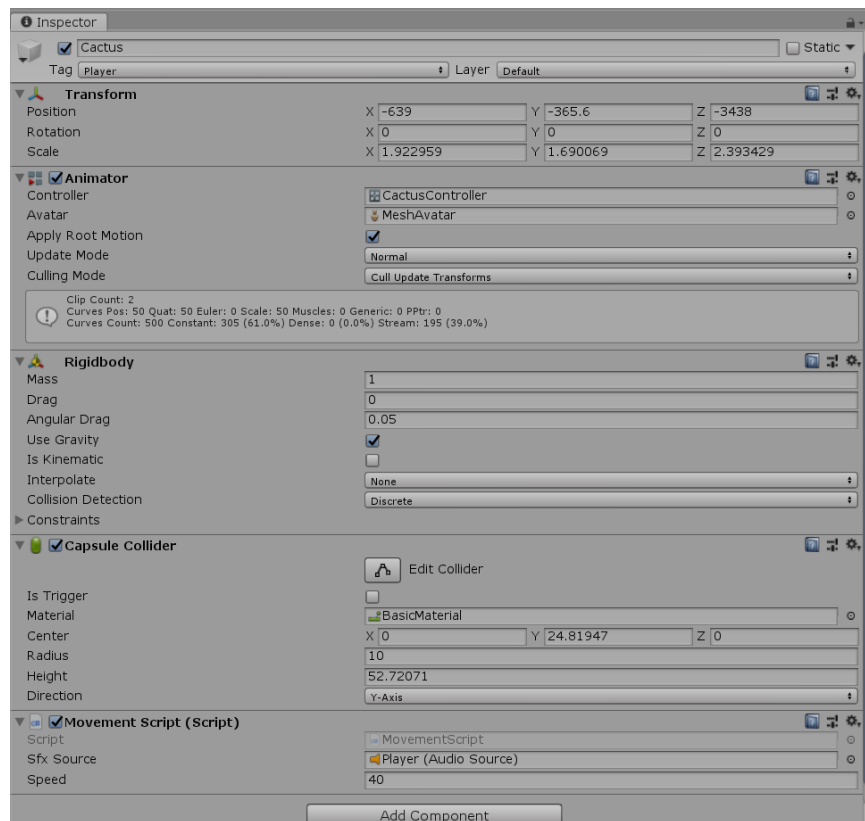 Inspector
Cactus Static
Tag Player Layer Default
Transform
Position X -639 Y -365.6 Z -3438
Rotation X 0 Y 0 Z 0
Scale X 1.922959 Y 1.690069 Z 2.393429
Animator
Controller CactusController
Avatar MeshAvatar
Apply Root Motion
Update Mode Normal
Culling Mode Cull Update Transforms
Clip Count: 2
Curves Pos: 50 Quat: 50 Euler: 0 Scale: 50 Muscles: 0 Generic: 0 PPtr: 0
Curves Count: 500 Constant: 305 (61.0%) Dense: 0 (0.0%) Stream: 195 (39.0%)
Rigidbody
Mass 1
Drag 0
Angular Drag 0.05
Use Gravity
Is Kinematic
Interpolate None
Collision Detection Discrete
Constraints
Capsule Collider
Edit Collider
Is Trigger
Material BasicMaterial
Center X 0 Y 24.81947 Z 0
Radius 10
Height 52.72071
Direction Y-Axis
Movement Script (Script)
Script MovementScript
Sfx Source Player (Audio Source)
Speed 40
Add Component